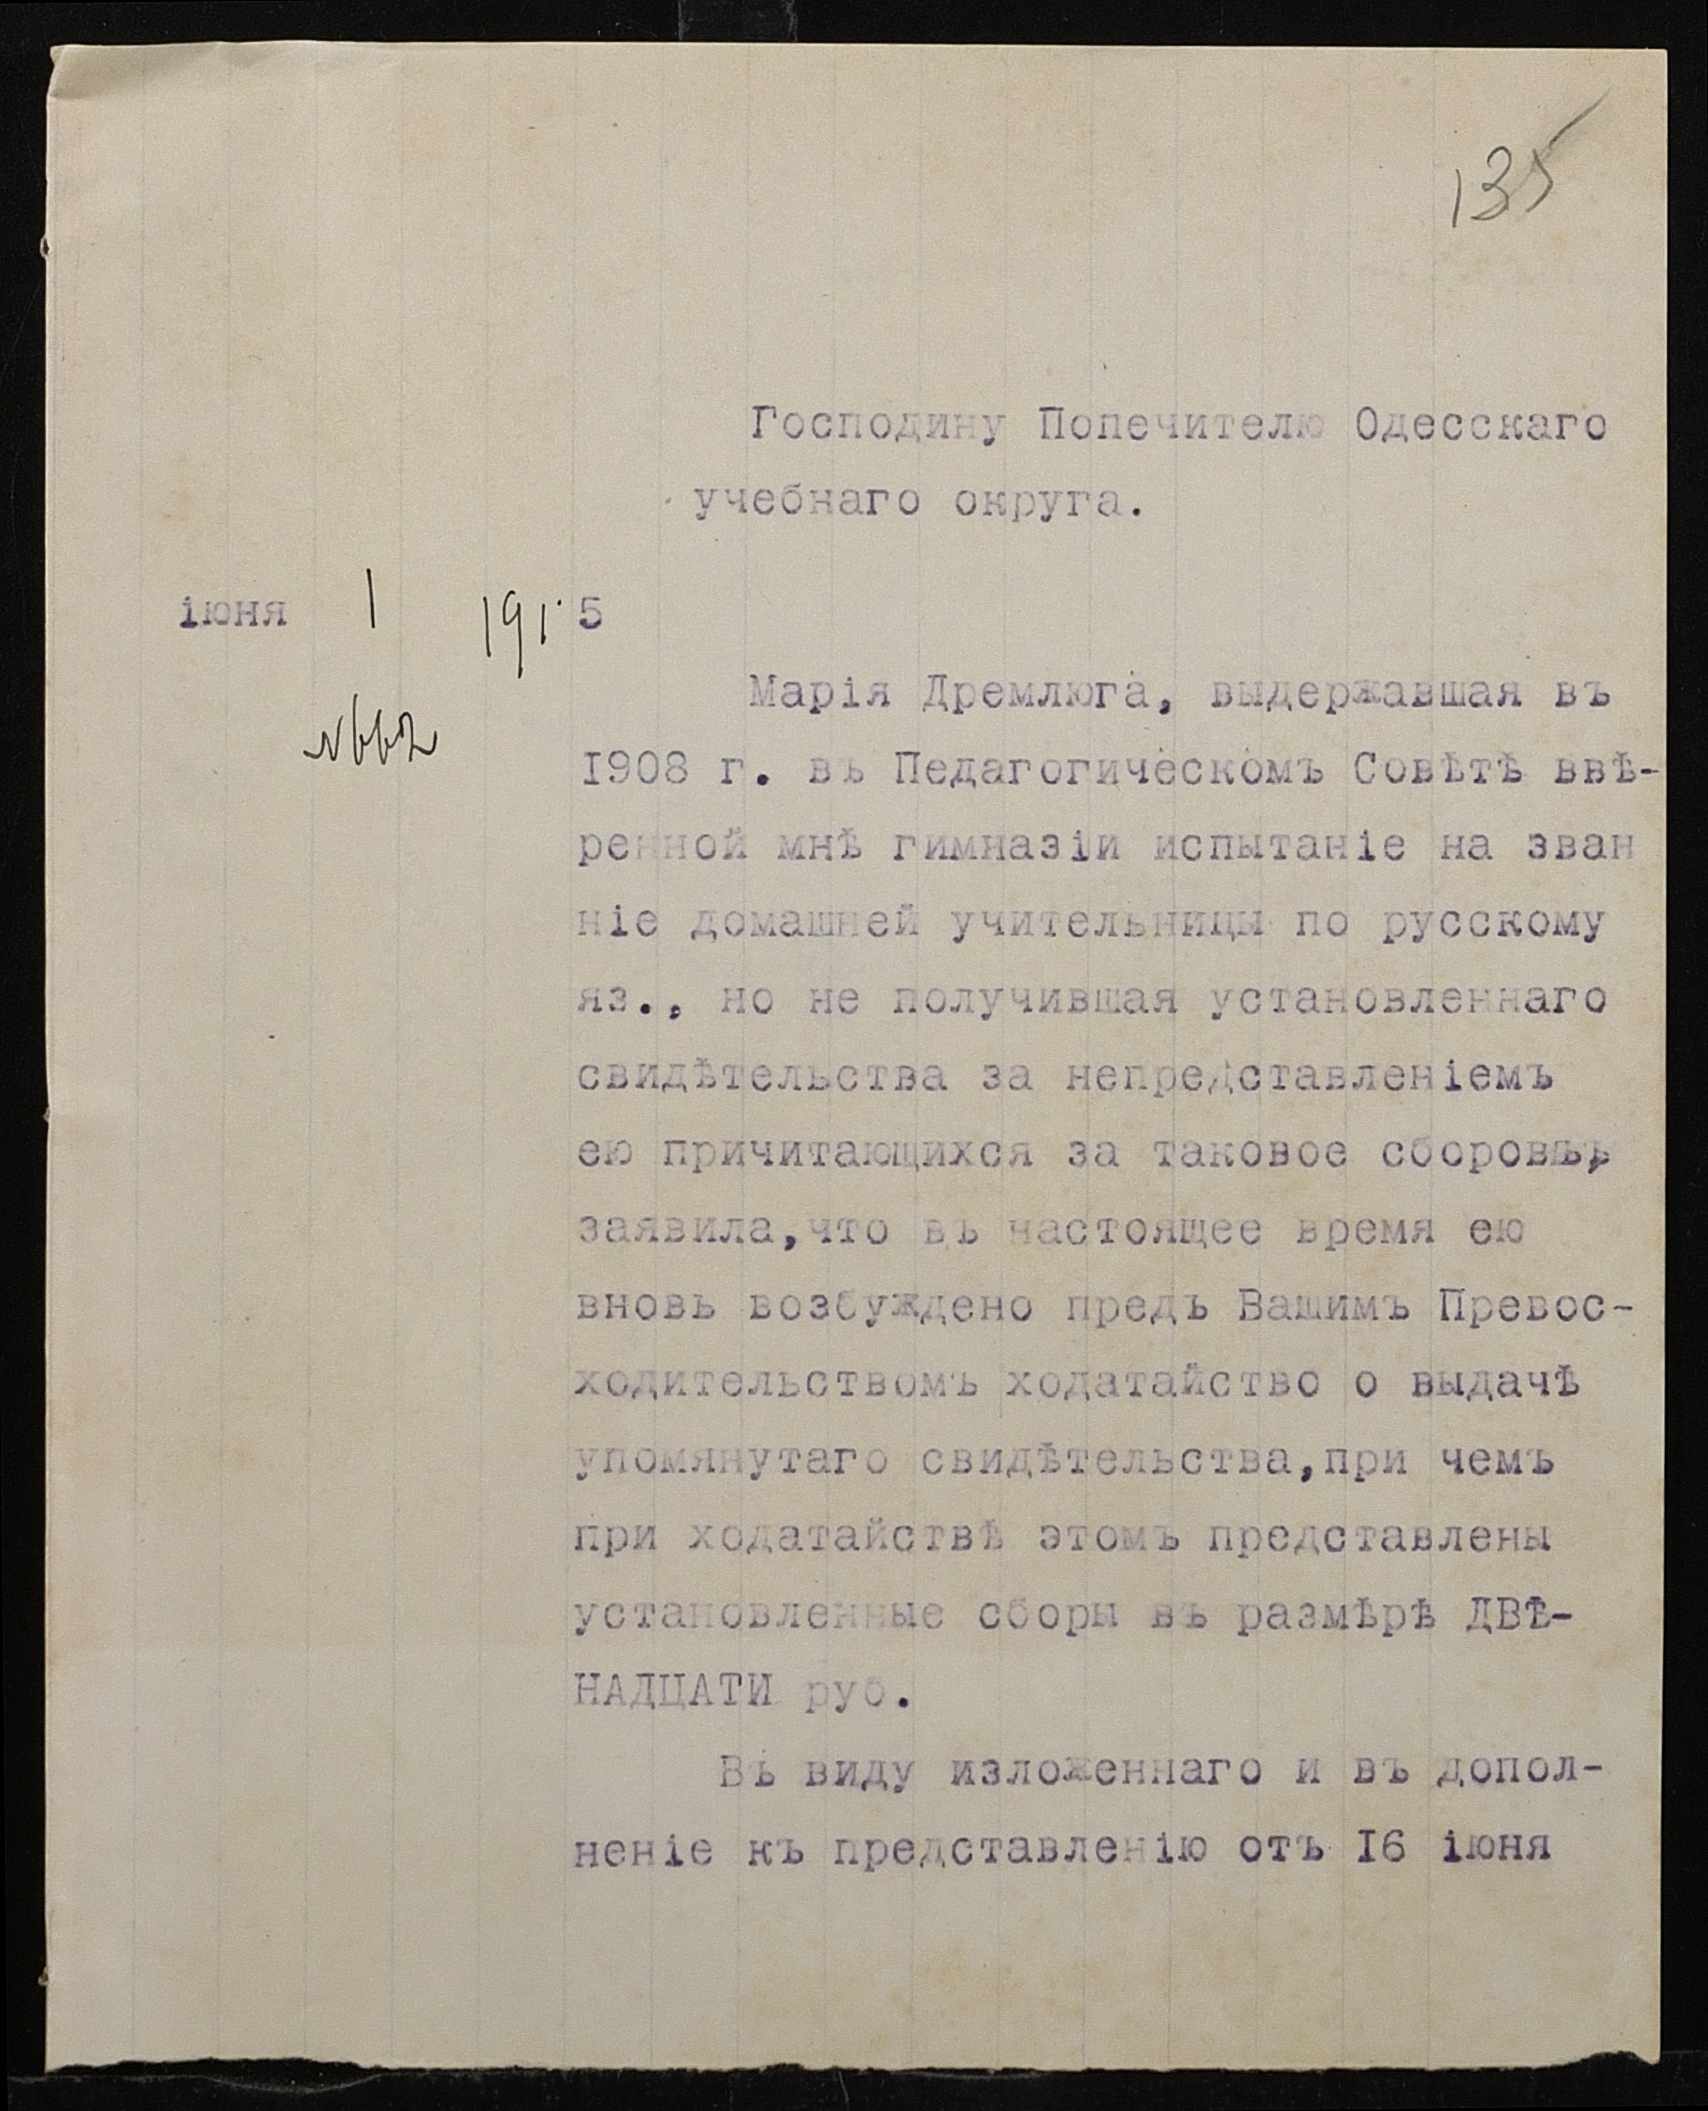 135
Господину Попечителю Одесскаго
учебнаго округа.
іюня 1 191 5
№662
Марія Дремлюга, выдержавшая въ
1908 г. въ Педагогическомъ Совѣтѣ ввѣ-
ренной мнѣ гимназіи испытаніе на зван
ніе домашней учительницы по русскому
яз., но не получившая установленнаго
свидѣтельства за непредставленіемъ
ею причитающихся за таковое сборовъ,
заявила,что въ настоящее время ею
вновь возбуждено предъ Вашимъ Превос-
ходительствомъ ходатайство о выдачѣ
упомянутаго свидѣтельства,при чемъ
при ходатайствѣ этомъ представлены
установленные сборы въ размѣрѣ ДВѢ-
НАДЦАТИ руб.
Въ виду изложеннаго и въ допол-
неніе къ представленію отъ 16 іюня